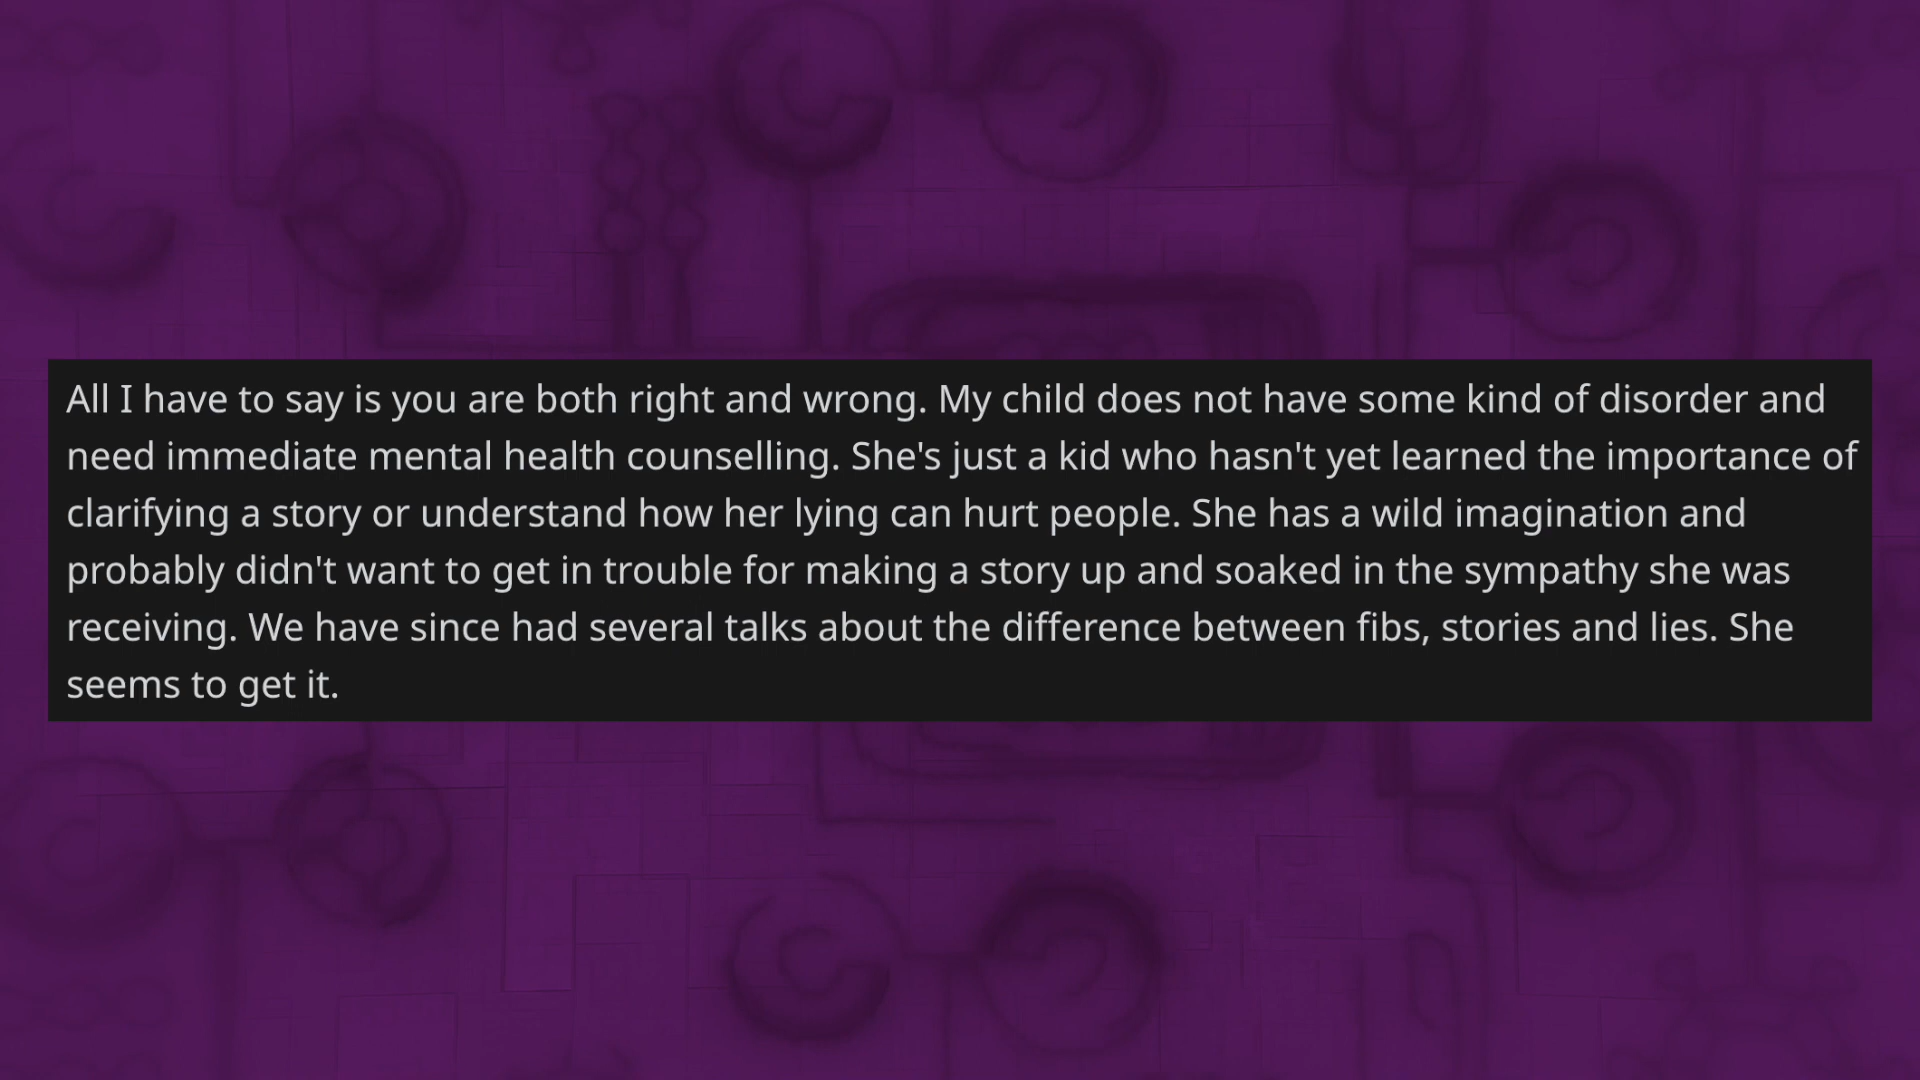 All I have to say is you are both right and wrong. My child does not have some kind of disorder and
need immediate mental health counselling. She's just a kid who hasn't yet learned the importance of
clarifying a story or understand how her lying can hurt people. She has a wild imagination and
probably didn't want to get in trouble for making a story up and soaked in the sympathy she was
receiving. We have since had several talks about the difference between fibs, stories and lies. She
seems to get it.